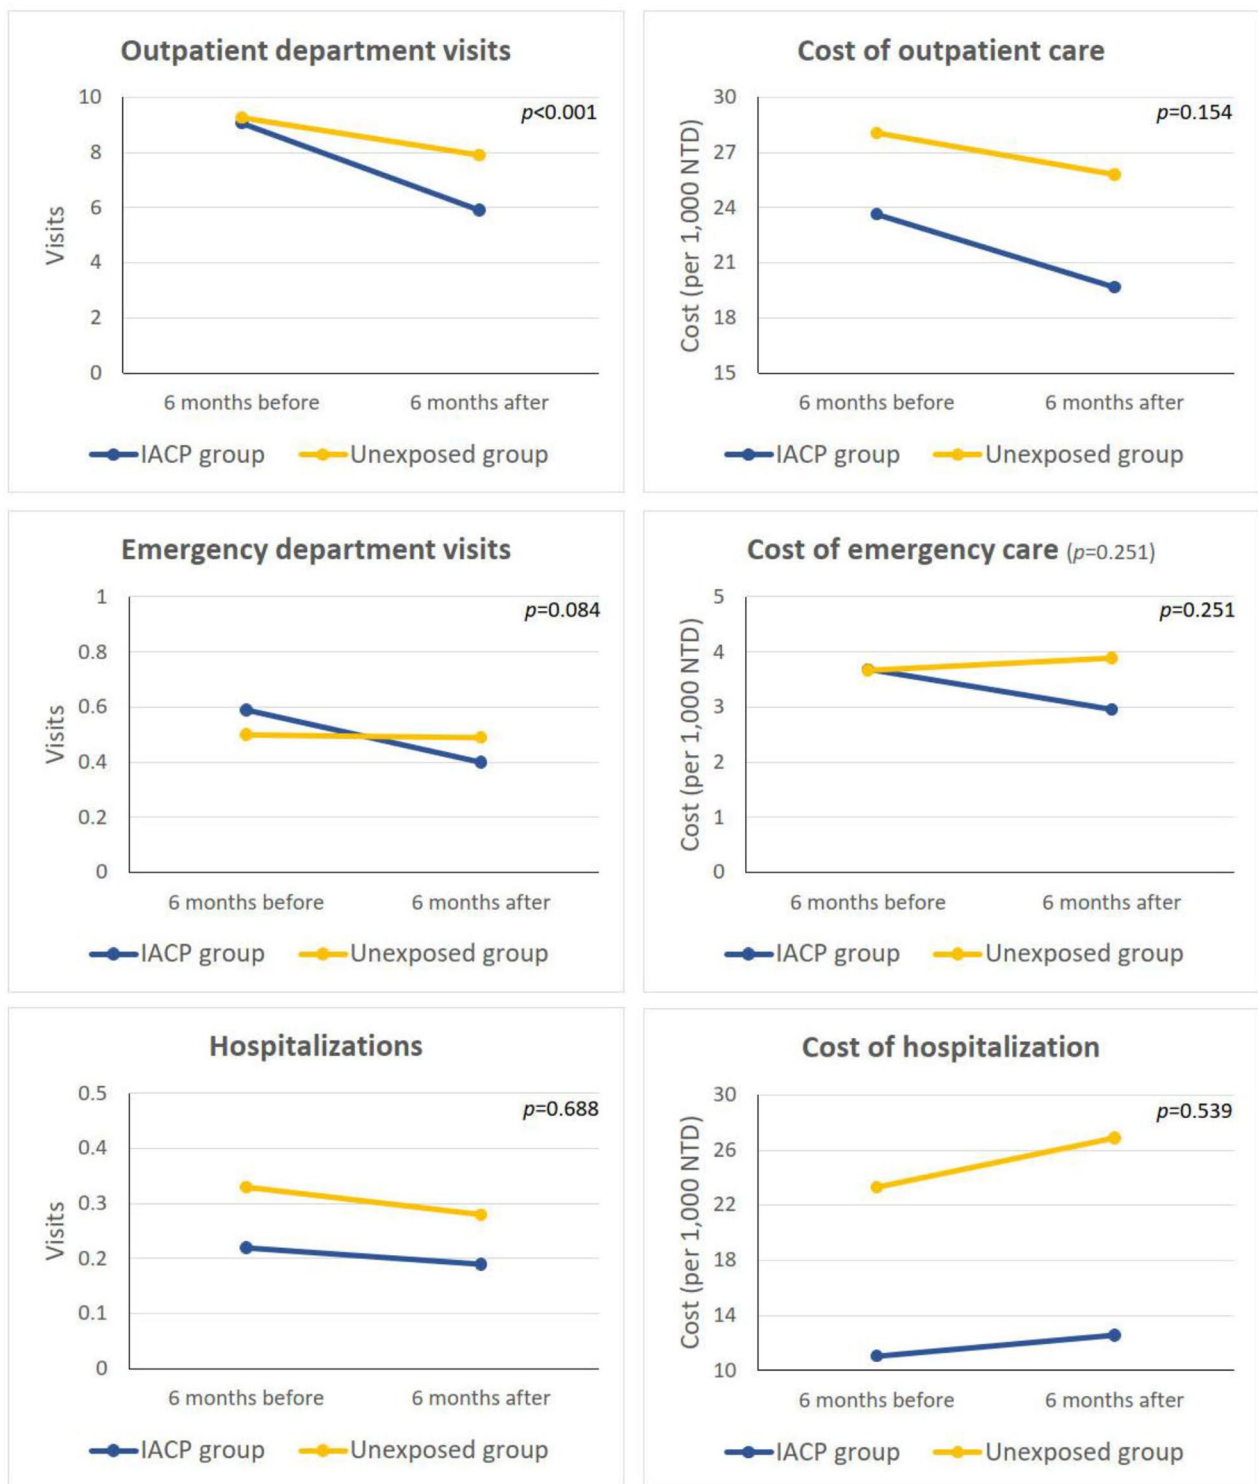 Outpatient department visits
p<0.001
10
8
6
4
2
0
Visits
6 months before 6 months after
IACP group Unexposed group
Cost of outpatient care
p=0.154
30
27
24
21
18
15
Cost (per 1,000 NTD)
6 months before 6 months after
IACP group Unexposed group
Emergency department visits
p=0.084
1
0.8
0.6
0.4
0.2
0
Visits
6 months before 6 months after
IACP group Unexposed group
Cost of emergency care (p=0.251)
p=0.251
5
4
3
2
1
0
Cost (per 1,000 NTD)
6 months before 6 months after
IACP group Unexposed group
Hospitalizations
p=0.688
0.5
0.4
0.3
0.2
0.1
0
Visits
6 months before 6 months after
IACP group Unexposed group
Cost of hospitalization
p=0.539
30
26
22
18
14
10
Cost (per 1,000 NTD)
6 months before 6 months after
IACP group Unexposed group